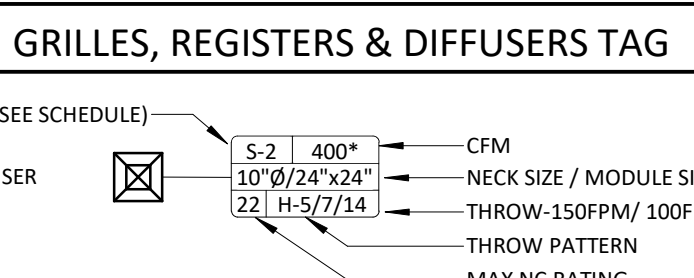 GRILLES, REGISTERS & DIFFUSERS TAG
SEE SCHEDULE)
S-2 400*
CFM
SER
10"Ø/24"x24"
NECK SIZE / MODULE SI
22 H-5/7/14
THROW-150FPM/ 100F
THROW PATTERN
MAX NC RATING